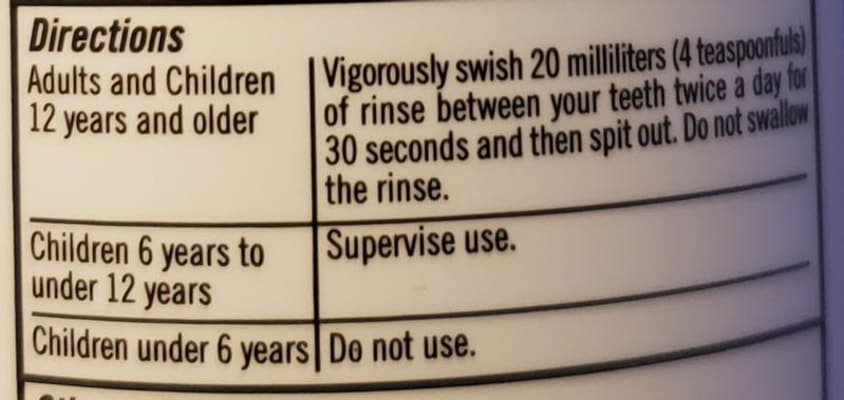 Directions
Adults and Children
12 years and older
Vigorously swish 20 milliliters (4 teaspoonfuls)
of rinse between your teeth twice a day for
30 seconds and then spit out. Do not swallow
the rinse.
Children 6 years to
under 12 years
Supervise use.
Children under 6 years
Do not use.